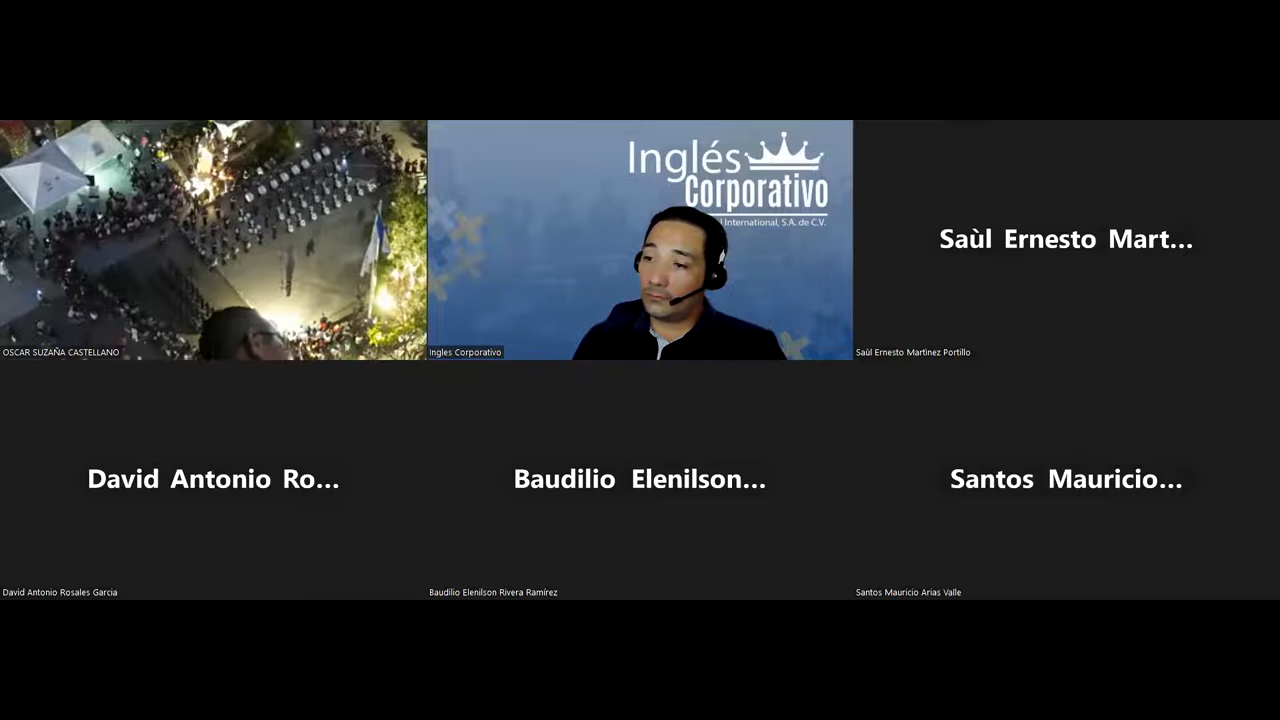 Inglés
Corporativo
International, S.A. de C.V.
OSCAR SUZAÑA CASTELLANO
Ingles Corporativo
Saùl Ernesto Mart...
Saùl Ernesto Martìnez Portillo
David Antonio Ro...
David Antonio Rosales Garcia
Baudilio Elenilson...
Baudilio Elenilson Rivera Ramírez
Santos Mauricio...
Santos Mauricio Arias Valle